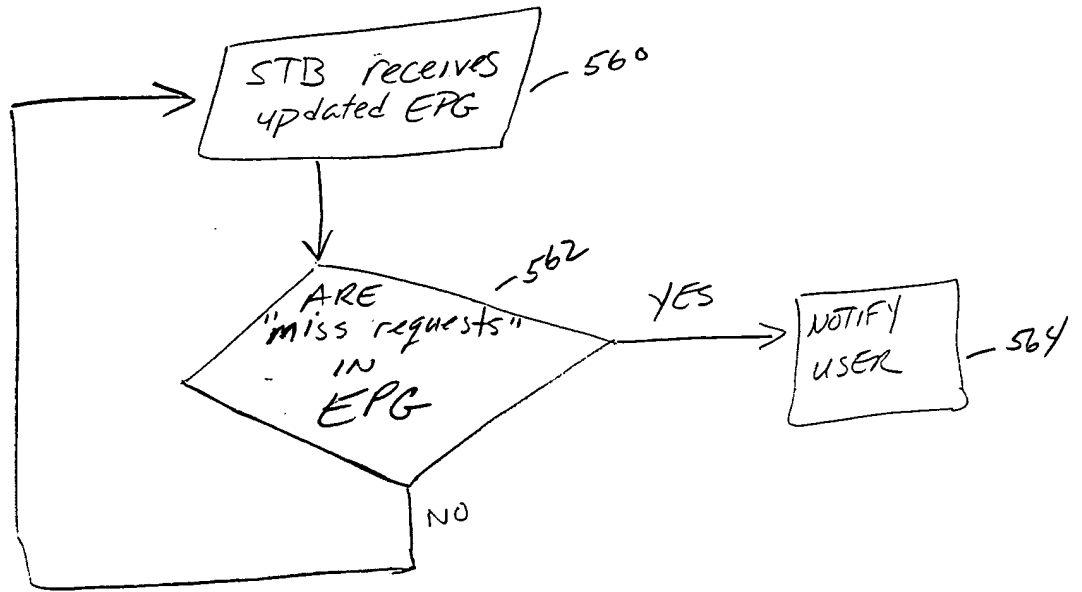 STB receives
updated EPG
560
562
ARE
"miss requests"
IN
EPG
YES
NOTIFY
USER
564
NO